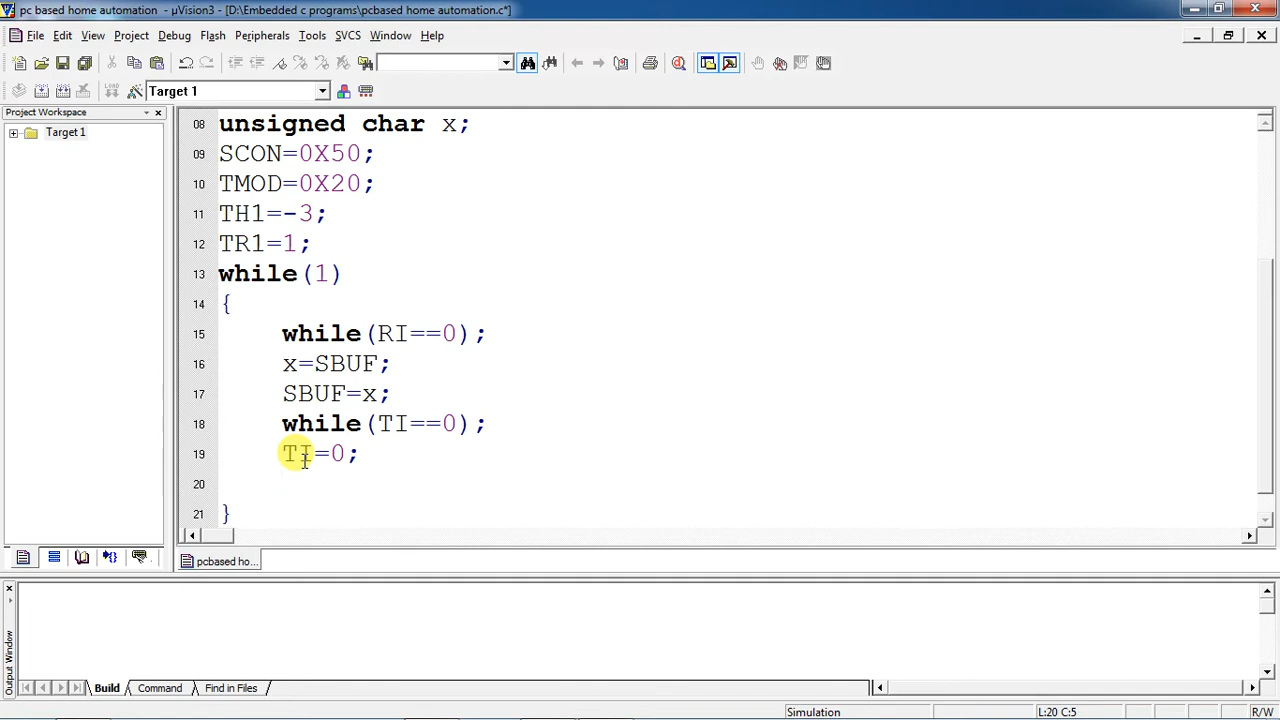 pc based home automation - µVision3 - [D:\Embedded c programs\pcbased home automation.c*]
File Edit View Project Debug Flash Peripherals Tools SVCS Window Help
Target 1
Project Workspace
Target 1
08 unsigned char x;
09 SCON=0X50;
10 TMOD=0X20;
11 TH1=-3;
12 TR1=1;
13 while(1)
14 {
15 while(RI==0);
16 x=SBUF;
17 SBUF=x;
18 while(TI==0);
19 TI=0;
20
21 }
pcbased ho...
Output Window
Build Command Find in Files
Simulation L:20 C:5 R/W